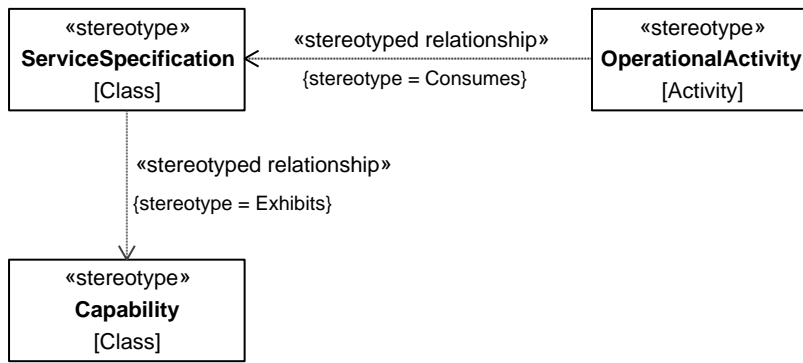 «stereotype»
ServiceSpecification
[Class]
«stereotyped relationship»
{stereotype = Consumes}
«stereotype»
OperationalActivity
[Activity]
«stereotyped relationship»
{stereotype = Exhibits}
«stereotype»
Capability
[Class]